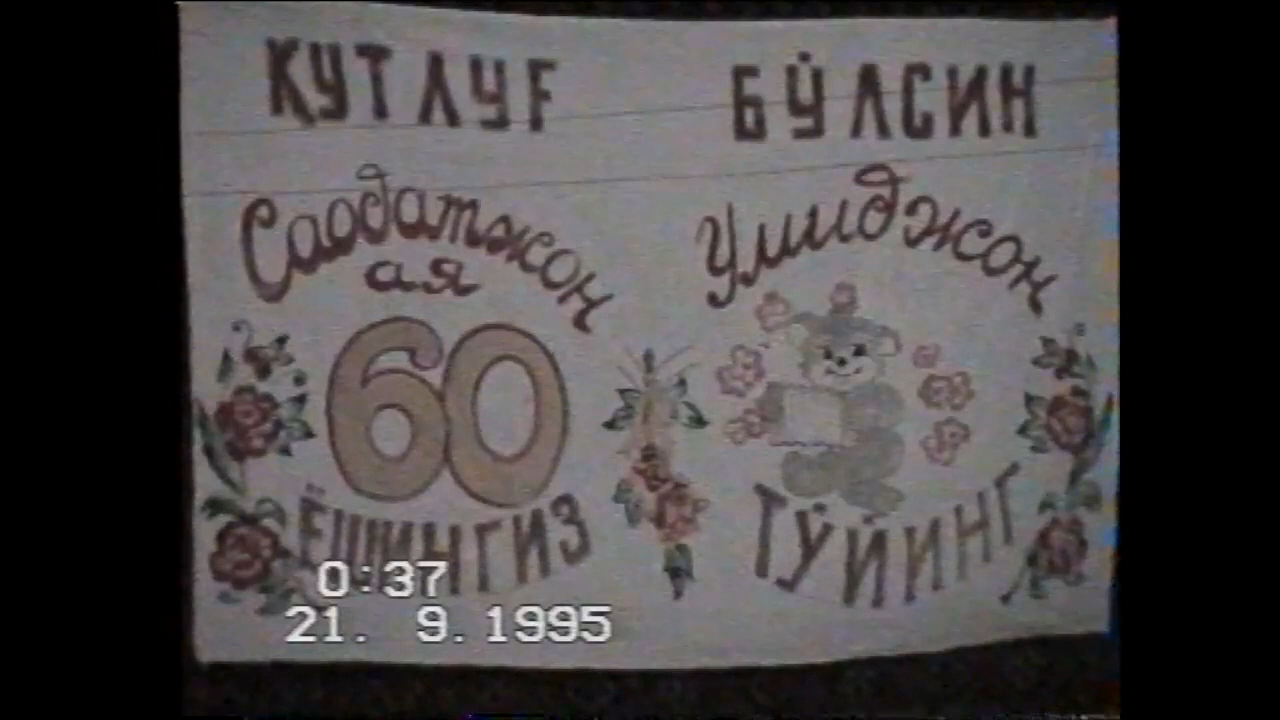 ҚУТЛУҒ БЎЛСИН
Саодатжон
ая
60
ЁШИНГИЗ
Умиджон
ТЎЙИНГ
0:37
21. 9.1995